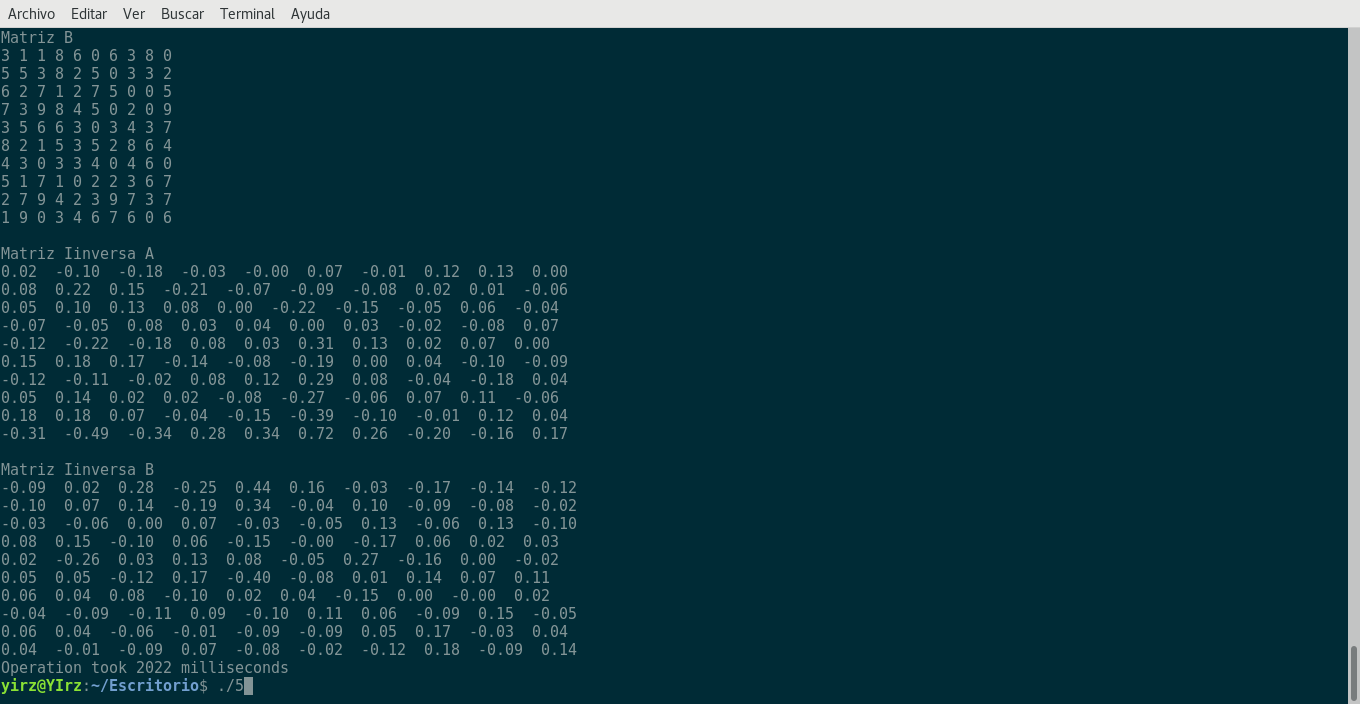 Archivo Editar Ver Buscar Terminal Ayuda
Matriz B
3 1 1 8 6 0 6 3 8 0
5 5 3 8 2 5 0 3 3 2
6 2 7 1 2 7 5 0 0 5
7 3 9 8 4 5 0 2 0 9
3 5 6 6 3 0 3 4 3 7
8 2 1 5 3 5 2 8 6 4
4 3 0 3 3 4 0 4 6 0
5 1 7 1 0 2 2 3 6 7
2 7 9 4 2 3 9 7 3 7
1 9 0 3 4 6 7 6 0 6
Matriz Iinversa A
0.02 -0.10 -0.18 -0.03 -0.00 0.07 -0.01 0.12 0.13 0.00
0.08 0.22 0.15 -0.21 -0.07 -0.09 -0.08 0.02 0.01 -0.06
0.05 0.10 0.13 0.08 0.00 -0.22 -0.15 -0.05 0.06 -0.04
-0.07 -0.05 0.08 0.03 0.04 0.00 0.03 -0.02 -0.08 0.07
-0.12 -0.22 -0.18 0.08 0.03 0.31 0.13 0.02 0.07 0.00
0.15 0.18 0.17 -0.14 -0.08 -0.19 0.00 0.04 -0.10 -0.09
-0.12 -0.11 -0.02 0.08 0.12 0.29 0.08 -0.04 -0.18 0.04
0.05 0.14 0.02 0.02 -0.08 -0.27 -0.06 0.07 0.11 -0.06
0.18 0.18 0.07 -0.04 -0.15 -0.39 -0.10 -0.01 0.12 0.04
-0.31 -0.49 -0.34 0.28 0.34 0.72 0.26 -0.20 -0.16 0.17
Matriz Iinversa B
-0.09 0.02 0.28 -0.25 0.44 0.16 -0.03 -0.17 -0.14 -0.12
-0.10 0.07 0.14 -0.19 0.34 -0.04 0.10 -0.09 -0.08 -0.02
-0.03 -0.06 0.00 0.07 -0.03 -0.05 0.13 -0.06 0.13 -0.10
0.08 0.15 -0.10 0.06 -0.15 -0.00 -0.17 0.06 0.02 0.03
0.02 -0.26 0.03 0.13 0.08 -0.05 0.27 -0.16 0.00 -0.02
0.05 0.05 -0.12 0.17 -0.40 -0.08 0.01 0.14 0.07 0.11
0.06 0.04 0.08 -0.10 0.02 0.04 -0.15 0.00 -0.00 0.02
-0.04 -0.09 -0.11 0.09 -0.10 0.11 0.06 -0.09 0.15 -0.05
0.06 0.04 -0.06 -0.01 -0.09 -0.09 0.05 0.17 -0.03 0.04
0.04 -0.01 -0.09 0.07 -0.08 -0.02 -0.12 0.18 -0.09 0.14
Operation took 2022 milliseconds
yirz@YIrz:~/Escritorio$ ./5